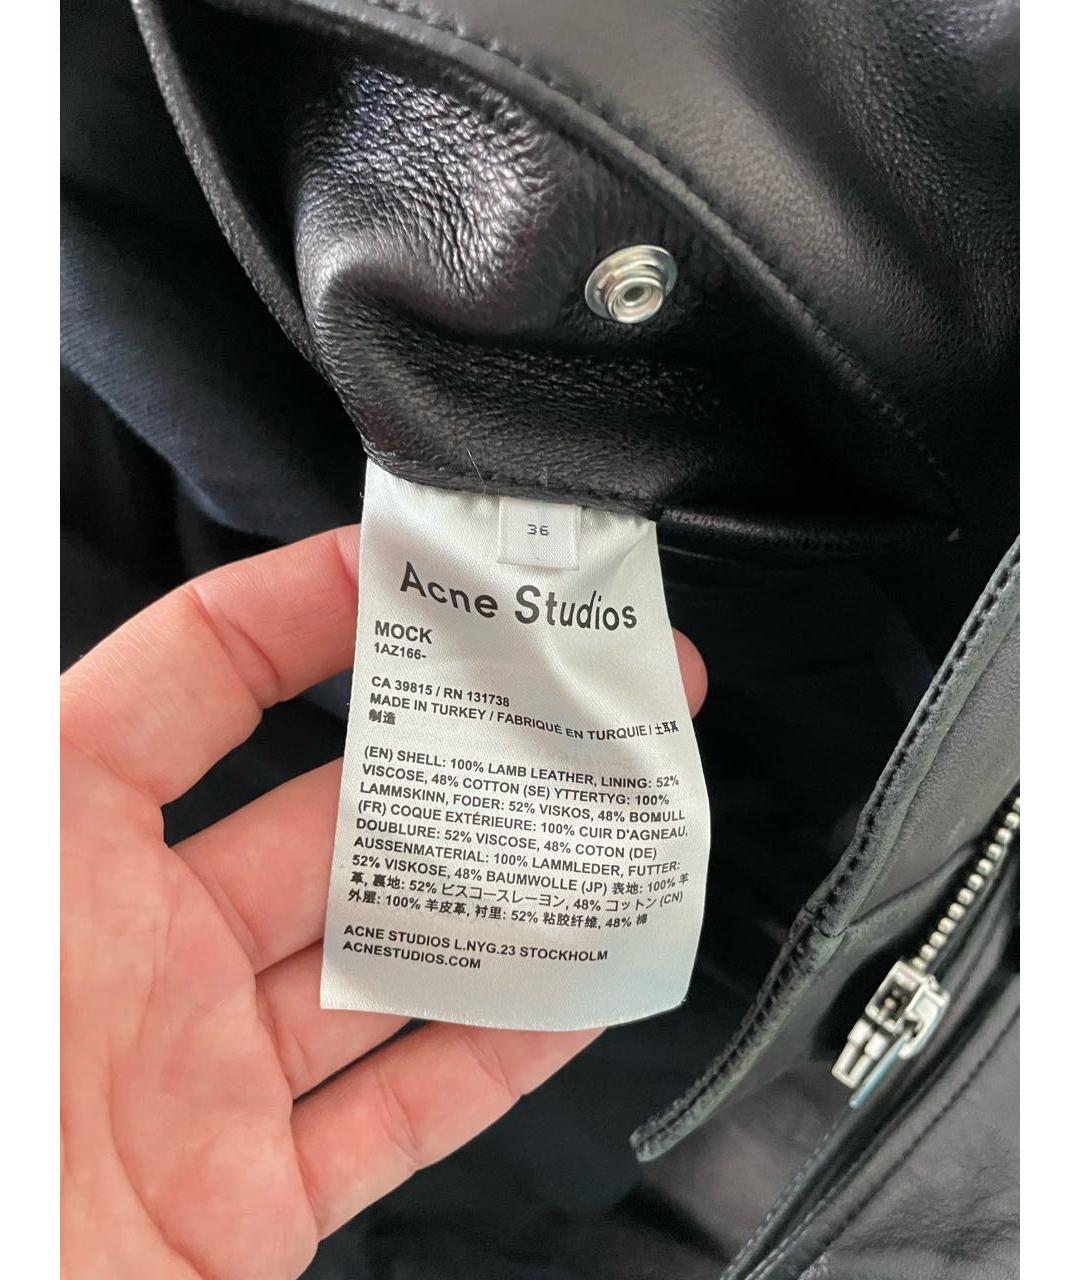 36
Acne Studios
MOCK
1AZ166-
CA 39815 / RN 131738
MADE IN TURKEY / FABRIQUÉ EN TURQUIE / 土耳其
制造
(EN) SHELL: 100% LAMB LEATHER, LINING: 52%
VISCOSE, 48% COTTON (SE) YTTERTYG: 100%
LAMMSKINN, FODER: 52% VISKOS, 48% BOMULL
(FR) COQUE EXTÉRIEURE: 100% CUIR D'AGNEAU,
DOUBLURE: 52% VISCOSE, 48% COTON (DE)
AUSSENMATERIAL: 100% LAMMLEDER, FUTTER:
52% VISKOSE, 48% BAUMWOLLE (JP) 表地: 100% 羊
革, 裏地: 52% ビスコースレーヨン, 48% コットン (CN)
外层: 100% 羊皮革, 衬里: 52% 粘胶纤维, 48% 棉
ACNE STUDIOS L.NYG.23 STOCKHOLM
ACNESTUDIOS.COM